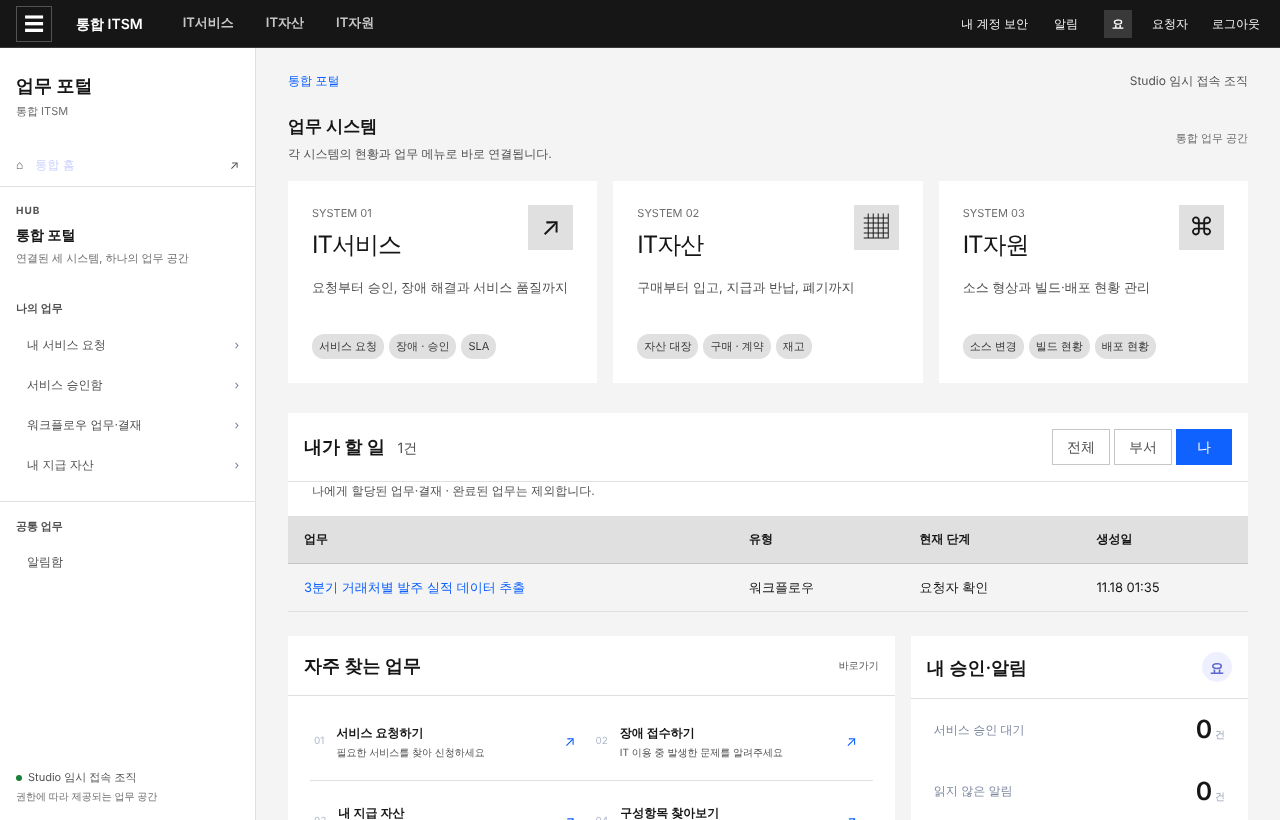 통합 ITSM
IT서비스
IT자산
IT자원
내 계정 보안
알림
요
요청자
로그아웃
업무 포털
통합 ITSM
통합 홈
HUB
통합 포털
연결된 세 시스템, 하나의 업무 공간
나의 업무
내 서비스 요청
서비스 승인함
워크플로우 업무·결재
내 지급 자산
공통 업무
알림함
Studio 임시 접속 조직
권한에 따라 제공되는 업무 공간
통합 포털
Studio 임시 접속 조직
업무 시스템
각 시스템의 현황과 업무 메뉴로 바로 연결됩니다.
통합 업무 공간
SYSTEM 01
IT서비스
요청부터 승인, 장애 해결과 서비스 품질까지
서비스 요청
장애 · 승인
SLA
SYSTEM 02
IT자산
구매부터 입고, 지급과 반납, 폐기까지
자산 대장
구매 · 계약
재고
SYSTEM 03
IT자원
소스 형상과 빌드·배포 현황 관리
소스 변경
빌드 현황
배포 현황
내가 할 일 1건
전체
부서
나
나에게 할당된 업무·결재 · 완료된 업무는 제외합니다.
업무 유형 현재 단계 생성일
3분기 거래처별 발주 실적 데이터 추출 워크플로우 요청자 확인 11.18 01:35
자주 찾는 업무
바로가기
01
서비스 요청하기
필요한 서비스를 찾아 신청하세요
02
장애 접수하기
IT 이용 중 발생한 문제를 알려주세요
내 지급 자산
구성항목 찾아보기
내 승인·알림
요
서비스 승인 대기
0 건
읽지 않은 알림
0 건